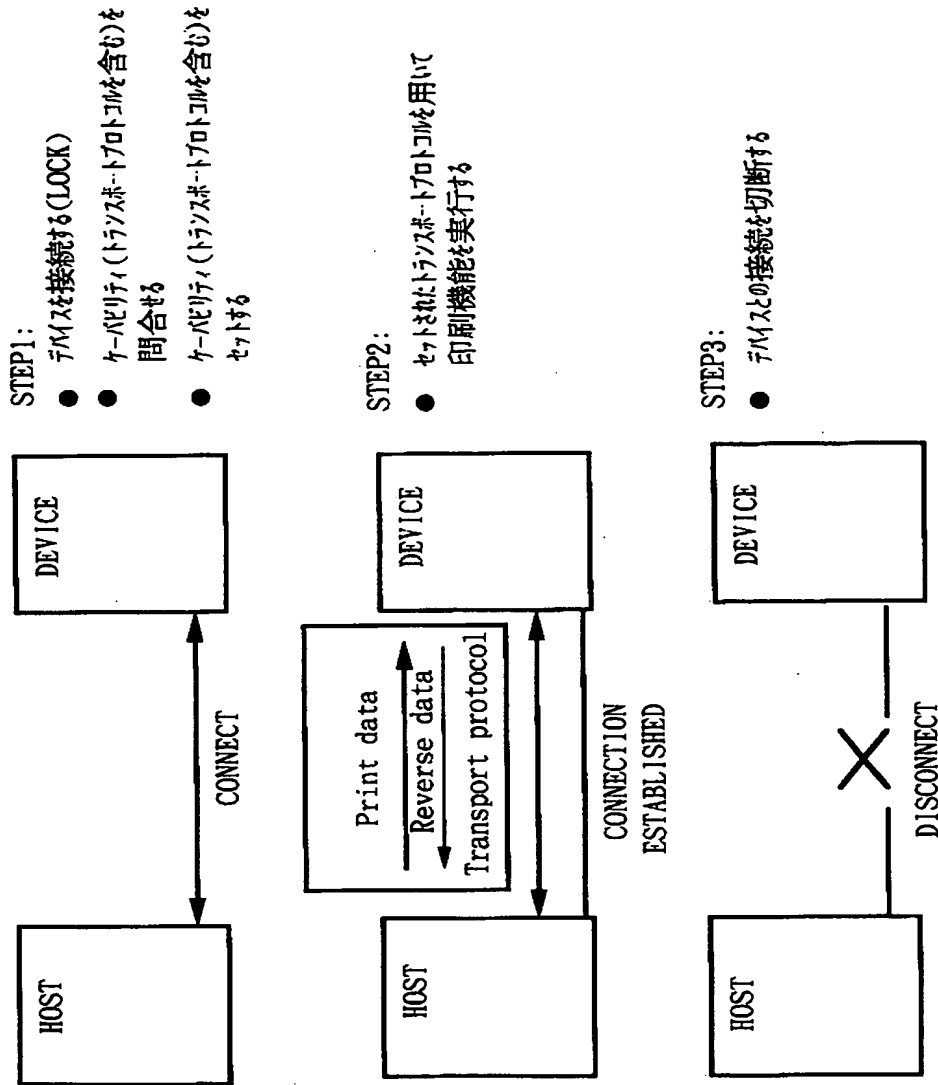 HOST
CONNECT
DEVICE
STEP1:
● デバイスを接続する(LOCK)
● ケーパビリティ(トランスポートプロトコルを含む)を
問合せる
● ケーパビリティ(トランスポートプロトコルを含む)を
セットする
HOST
Print data
Reverse data
Transport protocol
CONNECTION
ESTABLISHED
DEVICE
STEP2:
● セットされたトランスポートプロトコルを用いて
印刷機能を実行する
HOST
DISCONNECT
DEVICE
STEP3:
● デバイスとの接続を切断する